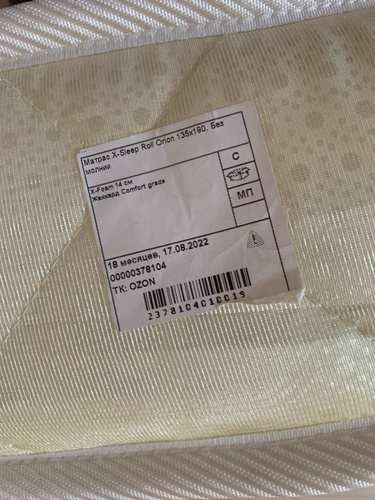 Матрас X-Sleep Roll Orion 135x190, Без
молнии
X-Foam 14 см.
Жаккард Comfort grade
С
МП
18 месяцев, 17.08.2022
00000378104
ТК: OZON
2378104010019